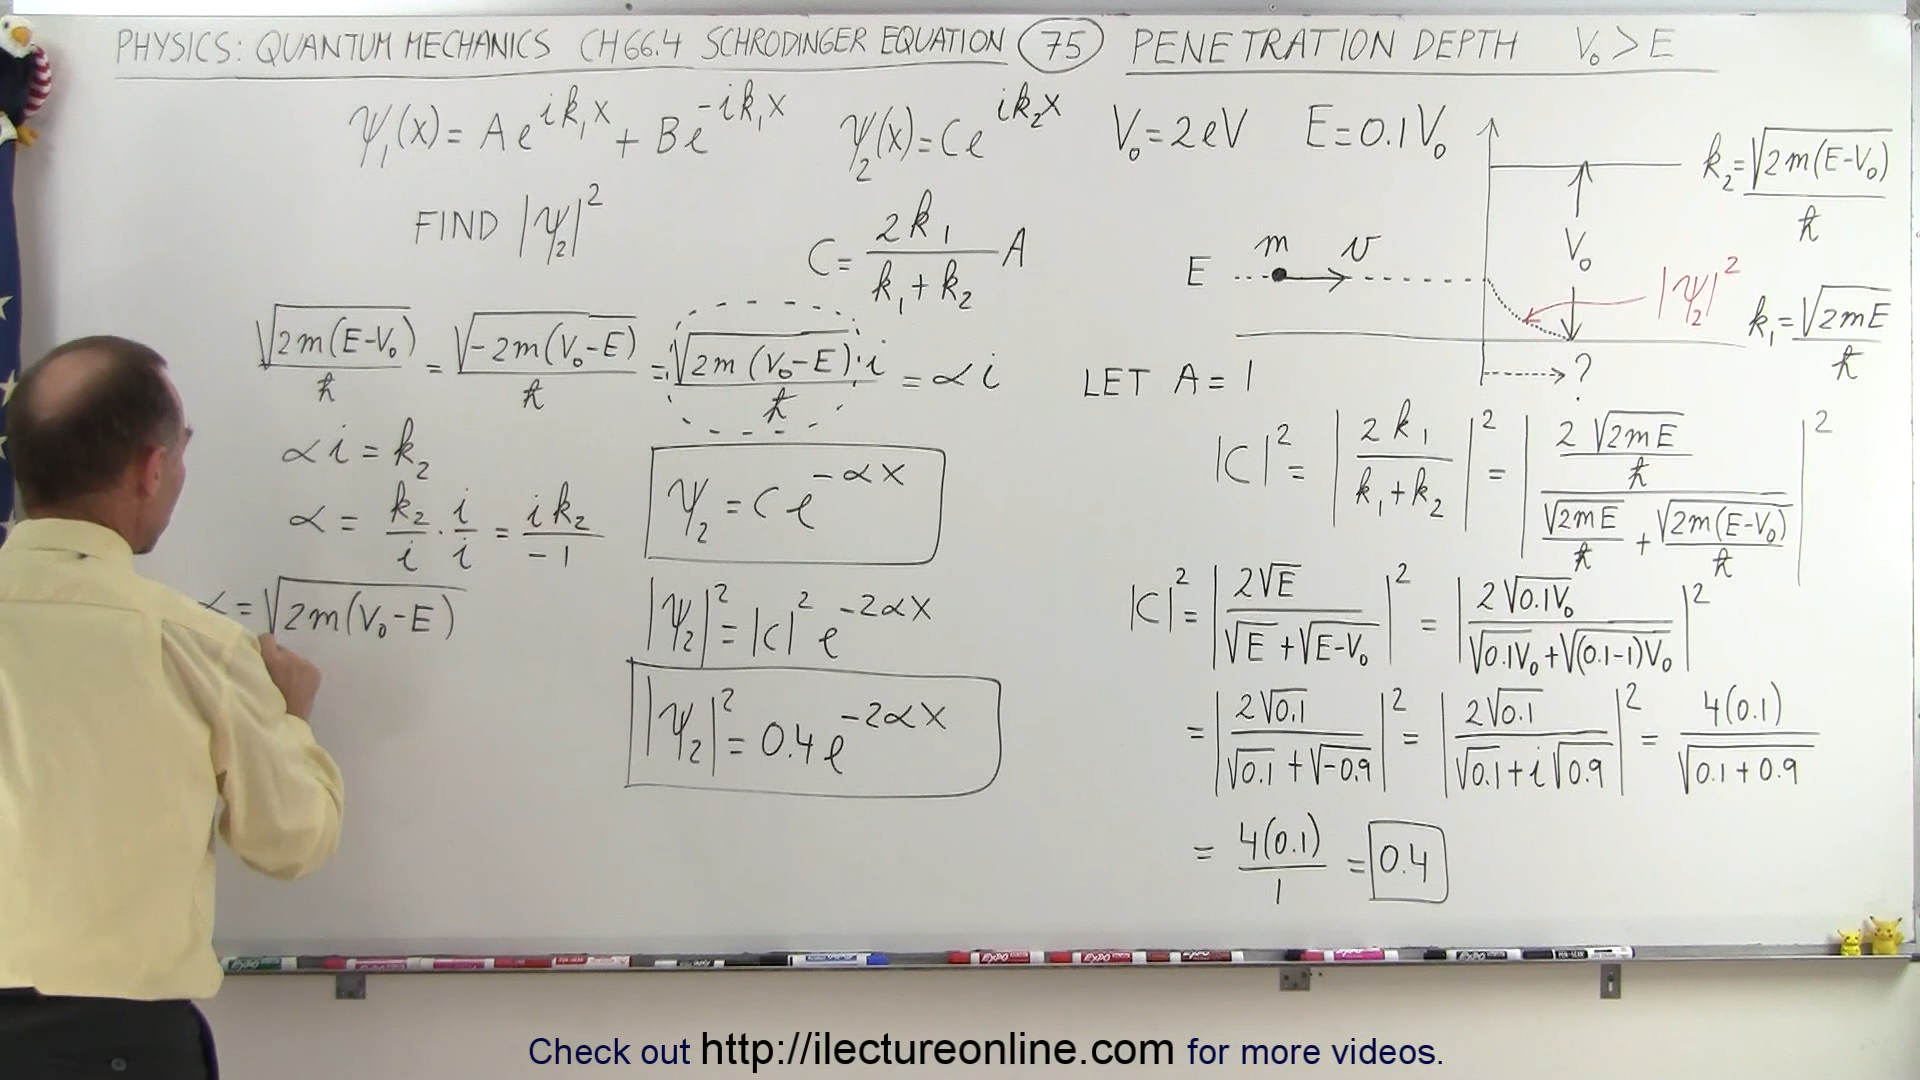 PHYSICS: QUANTUM MECHANICS CH66.4 SCHRODINGER EQUATION 75 PENETRATION DEPTH V₀ > E
ψ₁(x) = Ae^{ik₁x} + Be^{-ik₁x}
ψ₂(x) = Ce^{ik₂x}
V₀ = 2eV E = 0.1V₀
k₂ = √(2m(E-V₀)) / ħ
FIND |ψ₂|²
C = 2k₁ / (k₁ + k₂) A
E m v V₀ |ψ₂|²
k₁ = √(2mE) / ħ
?
√(2m(E-V₀)) / ħ = √(-2m(V₀-E)) / ħ = √(2m(V₀-E)) · i / ħ = αi
αi = k₂
α = k₂/i · i/i = ik₂/-1
α = √(2m(V₀-E))
ψ₂ = Ce^{-αx}
|ψ₂|² = |C|² e^{-2αx}
|ψ₂|² = 0.4e^{-2αx}
LET A = 1
|C|² = |2k₁ / (k₁+k₂)|² = |(2√(2mE) / ħ) / (√(2mE)/ħ + √(2m(E-V₀))/ħ)|²
|C|² = |2√E / (√E + √(E-V₀))|² = |2√(0.1V₀) / (√(0.1V₀) + √((0.1-1)V₀))|²
= |2√0.1 / (√0.1 + √-0.9)|² = |2√0.1 / (√0.1 + i√0.9)|² = 4(0.1) / √(0.1+0.9)
= 4(0.1) / 1 = 0.4
EXPO EXPO EXPO
Check out http://ilectureonline.com for more videos.